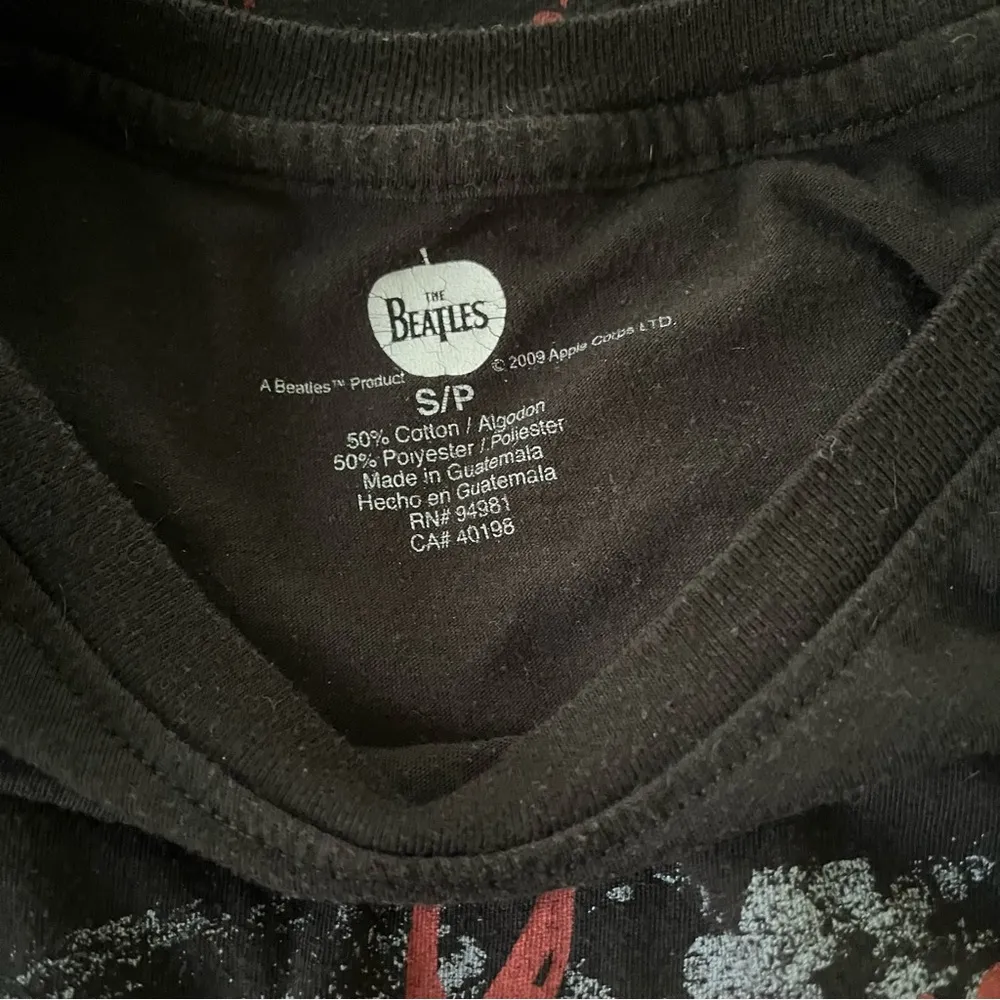 THE
BEATLES
A Beatles™ Product
© 2009 Apple Corps LTD.
S/P
50% Cotton / Algodon
50% Polyester / Poliester
Made in Guatemala
Hecho en Guatemala
RN# 94981
CA# 40198